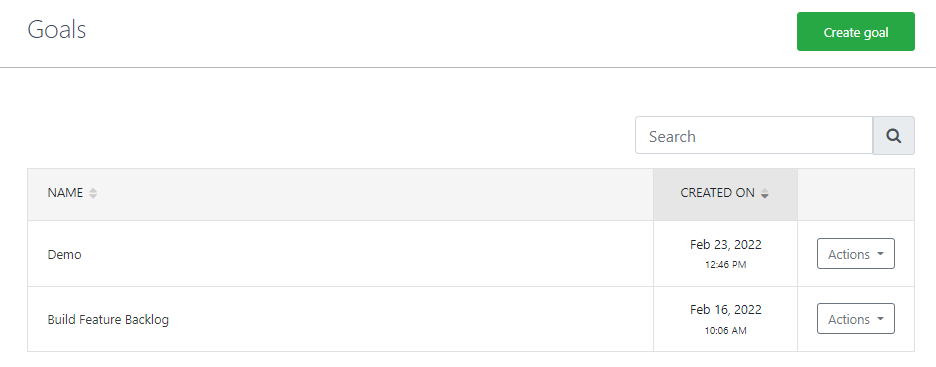 Goals
Create goal
Search
NAME
CREATED ON
Demo
Feb 23, 2022
12:46 PM
Actions
Build Feature Backlog
Feb 16, 2022
10:06 AM
Actions